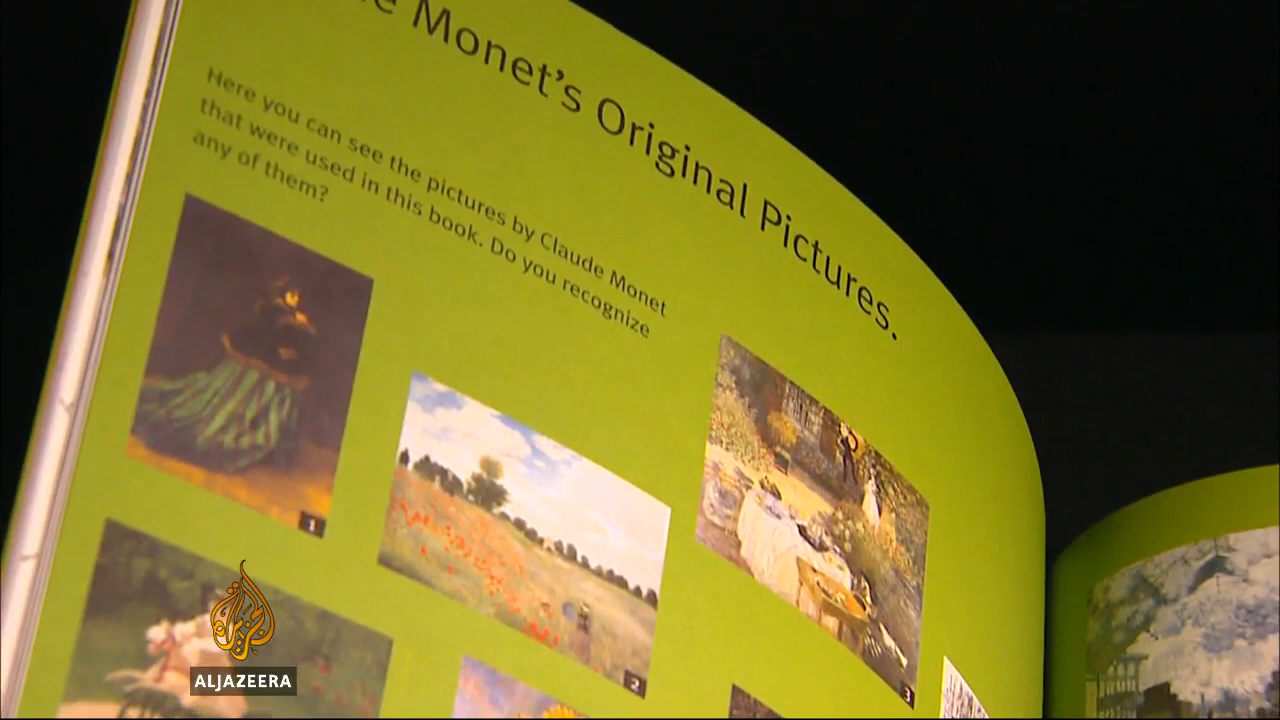 Monet's Original Pictures.
Here you can see the pictures by Claude Monet
that were used in this book. Do you recognize
any of them?
1
2
3
ALJAZEERA